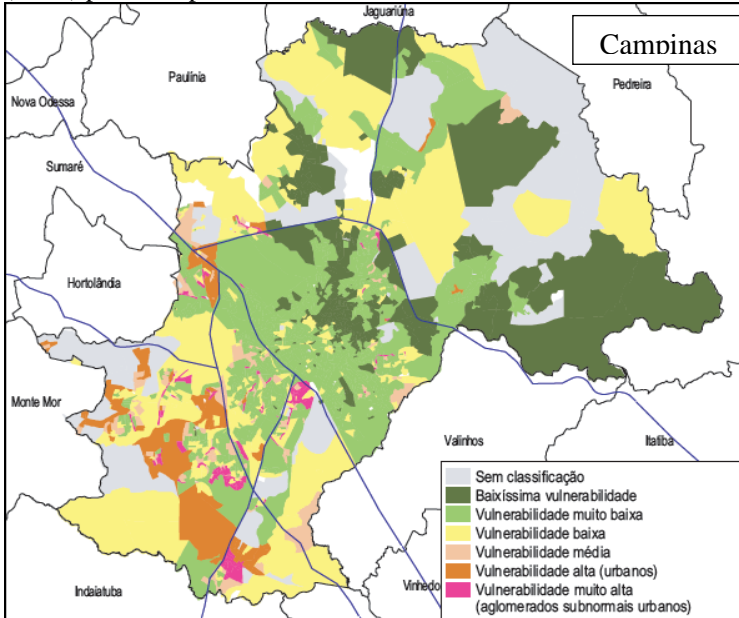 Jaguariúna
Campinas
Paulínia
Pedreira
Nova Odessa
Sumaré
Hortolândia
Monte Mor
Valinhos
Itatiba
Sem classificação
Baixíssima vulnerabilidade
Vulnerabilidade muito baixa
Vulnerabilidade baixa
Vulnerabilidade média
Vulnerabilidade alta (urbanos)
Vulnerabilidade muito alta
(aglomerados subnormais urbanos)
Indaiatuba
Vinhedo